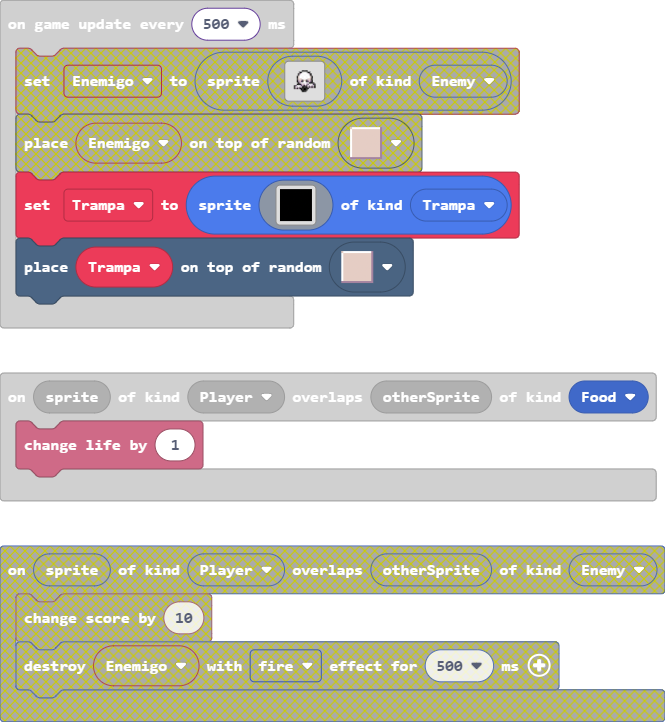 on game update every 500 ms
set Enemigo to sprite of kind Enemy
place Enemigo on top of random
set Trampa to sprite of kind Trampa
place Trampa on top of random
on sprite of kind Player overlaps otherSprite of kind Food
change life by 1
on sprite of kind Player overlaps otherSprite of kind Enemy
change score by 10
destroy Enemigo with fire effect for 500 ms